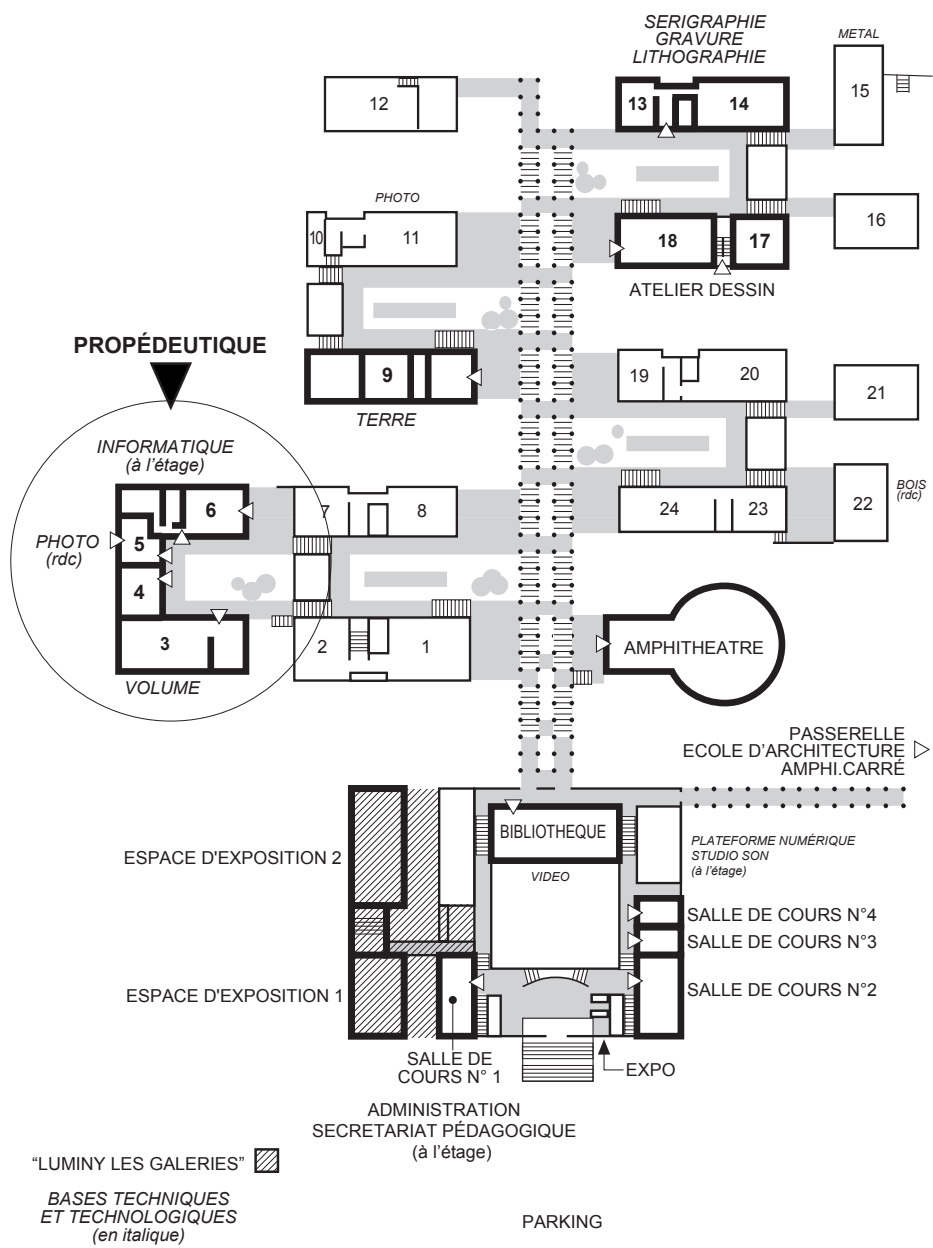 SERIGRAPHIE
GRAVURE
LITHOGRAPHIE
METAL
12
13
14
15
PHOTO
10
11
18
17
16
ATELIER DESSIN
PROPÉDEUTIQUE
9
TERRE
19
20
21
INFORMATIQUE
(à l'étage)
6
7
8
24
23
22
BOIS
(rdc)
PHOTO
(rdc)
5
4
3
2
1
VOLUME
AMPHITHEATRE
PASSERELLE
ECOLE D'ARCHITECTURE
AMPHI.CARRÉ
BIBLIOTHEQUE
ESPACE D'EXPOSITION 2
VIDEO
PLATEFORME NUMÉRIQUE
STUDIO SON
(à l'étage)
SALLE DE COURS N°4
SALLE DE COURS N°3
ESPACE D'EXPOSITION 1
SALLE DE COURS N°2
SALLE DE
COURS N° 1
EXPO
ADMINISTRATION
SECRETARIAT PÉDAGOGIQUE
(à l'étage)
"LUMINY LES GALERIES"
BASES TECHNIQUES
ET TECHNOLOGIQUES
(en italique)
PARKING